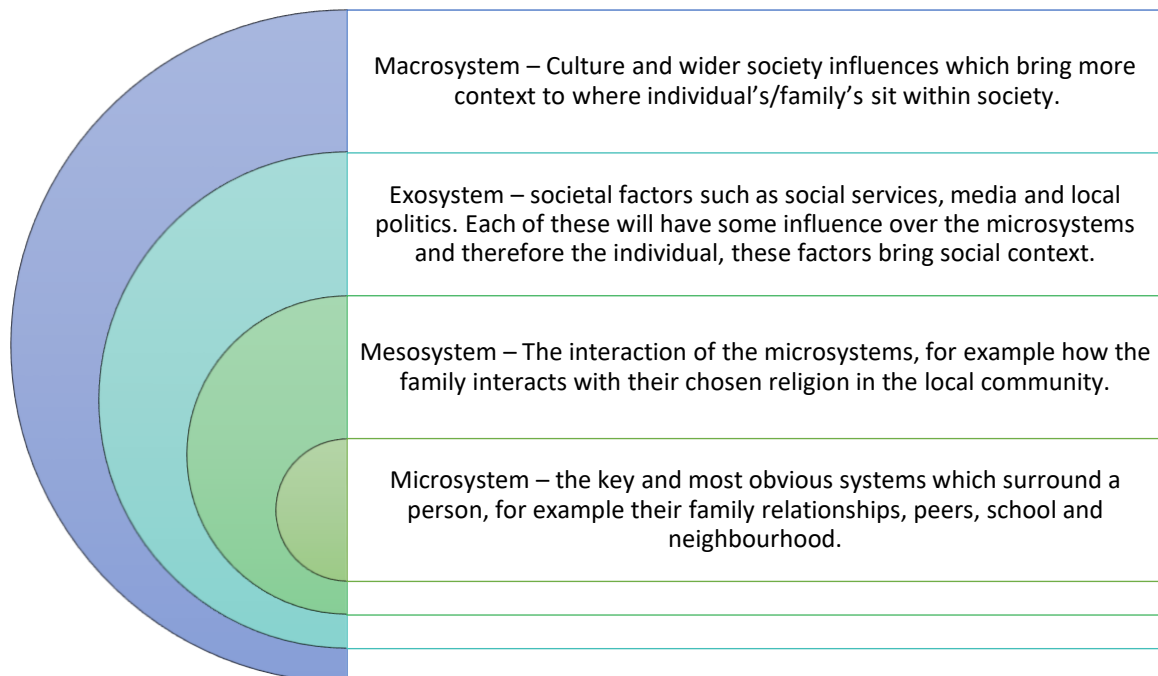 Macrosystem – Culture and wider society influences which bring more
context to where individual’s/family’s sit within society.
Exosystem – societal factors such as social services, media and local
politics. Each of these will have some influence over the microsystems
and therefore the individual, these factors bring social context.
Mesosystem – The interaction of the microsystems, for example how the
family interacts with their chosen religion in the local community.
Microsystem – the key and most obvious systems which surround a
person, for example their family relationships, peers, school and
neighbourhood.